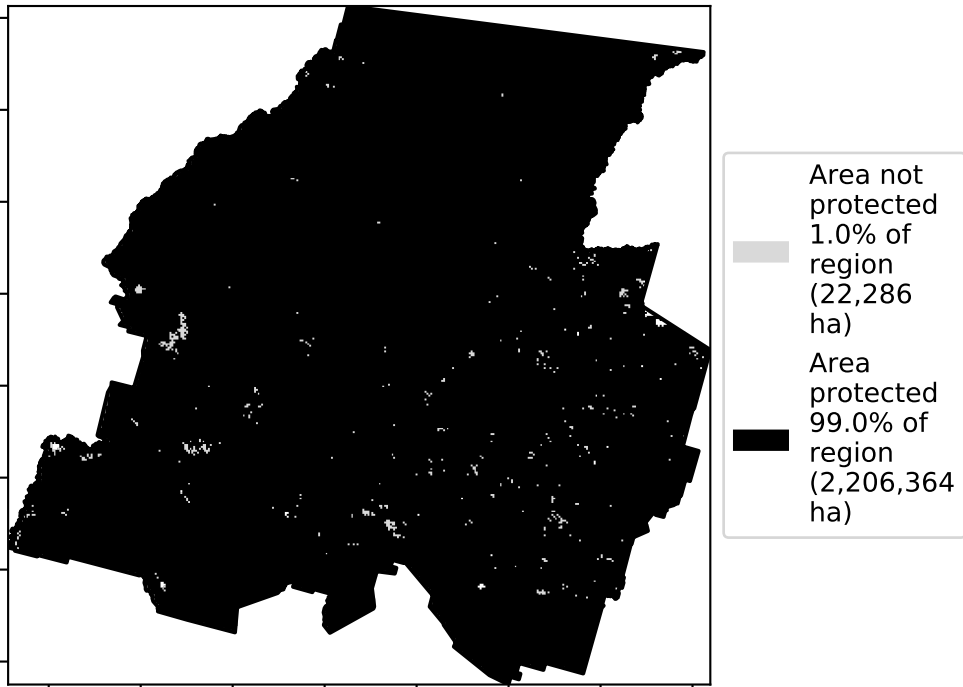 Area not
protected
1.0% of
region
(22,286
ha)
Area
protected
99.0% of
region
(2,206,364
ha)